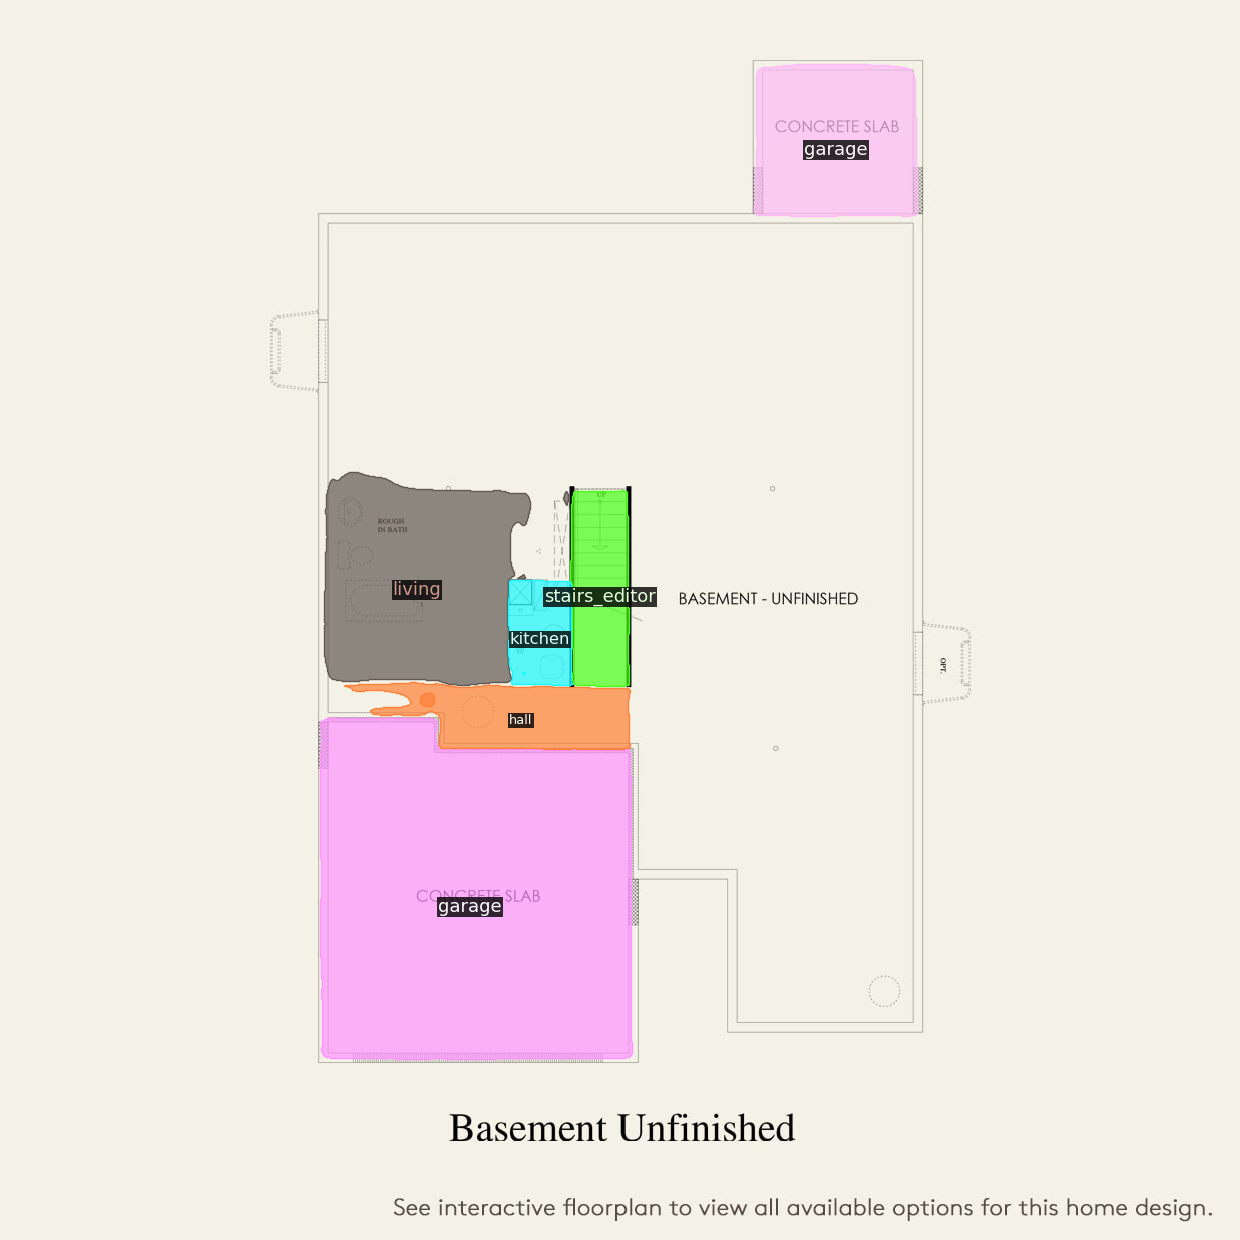 CONCRETE SLAB
garage
UP
ROUGH
IN BATH
living
stairs_editor
BASEMENT - UNFINISHED
kitchen
OPT.
hall
CONCRETE SLAB
garage
Basement Unfinished
See interactive floorplan to view all available options for this home design.